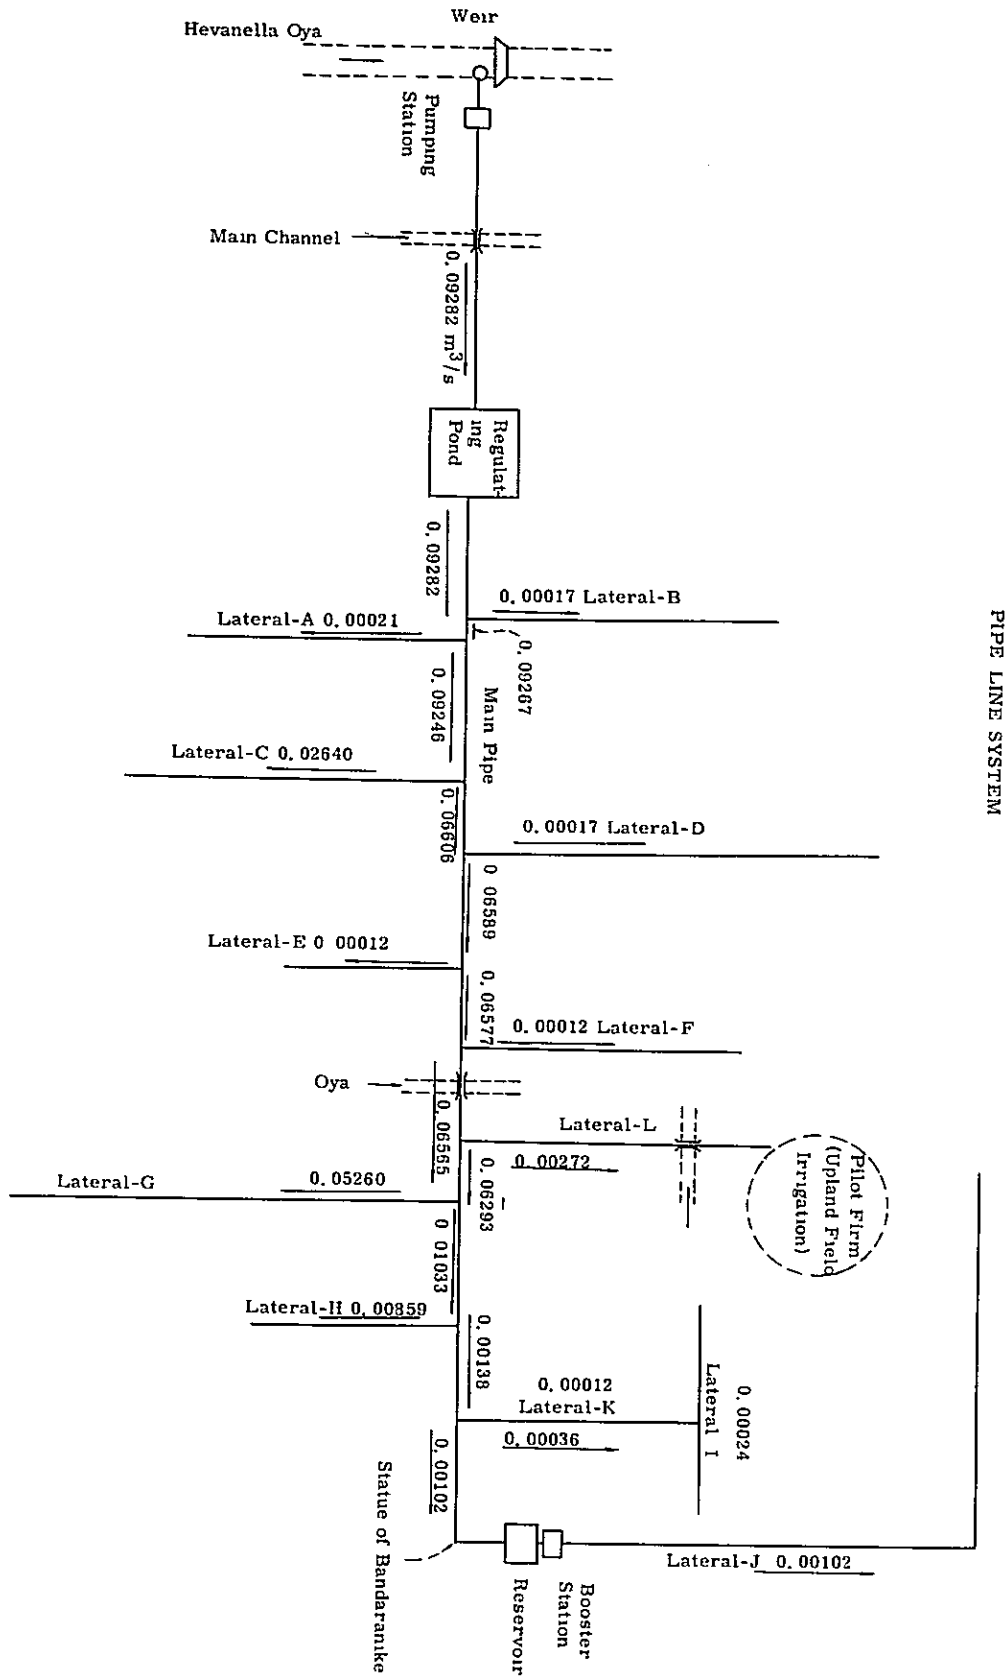 PIPE LINE SYSTEM
Weir
Hevanella Oya
Pumping
Station
Main Channel
0.09282 m³/s
Regulat-
ing
Pond
0.09282
0.00017 Lateral-B
Lateral-A 0.00021
0.09267
0.09246
Main Pipe
Lateral-C 0.02640
0.06606
0.00017 Lateral-D
0 06589
Lateral-E 0 00012
0.06577
0.00012 Lateral-F
Oya
0.06565
Lateral-L
0.00272
Pilot Firm
(Upland Field
Irrigation)
0.06293
Lateral-G
0.05260
0 01033
Lateral-H 0.00859
0.00138
0.00012
Lateral-K
0.00036
Lateral I
0.00024
0.00102
Statue of Bandaranike
Reservoir
Booster
Station
Lateral-J 0.00102